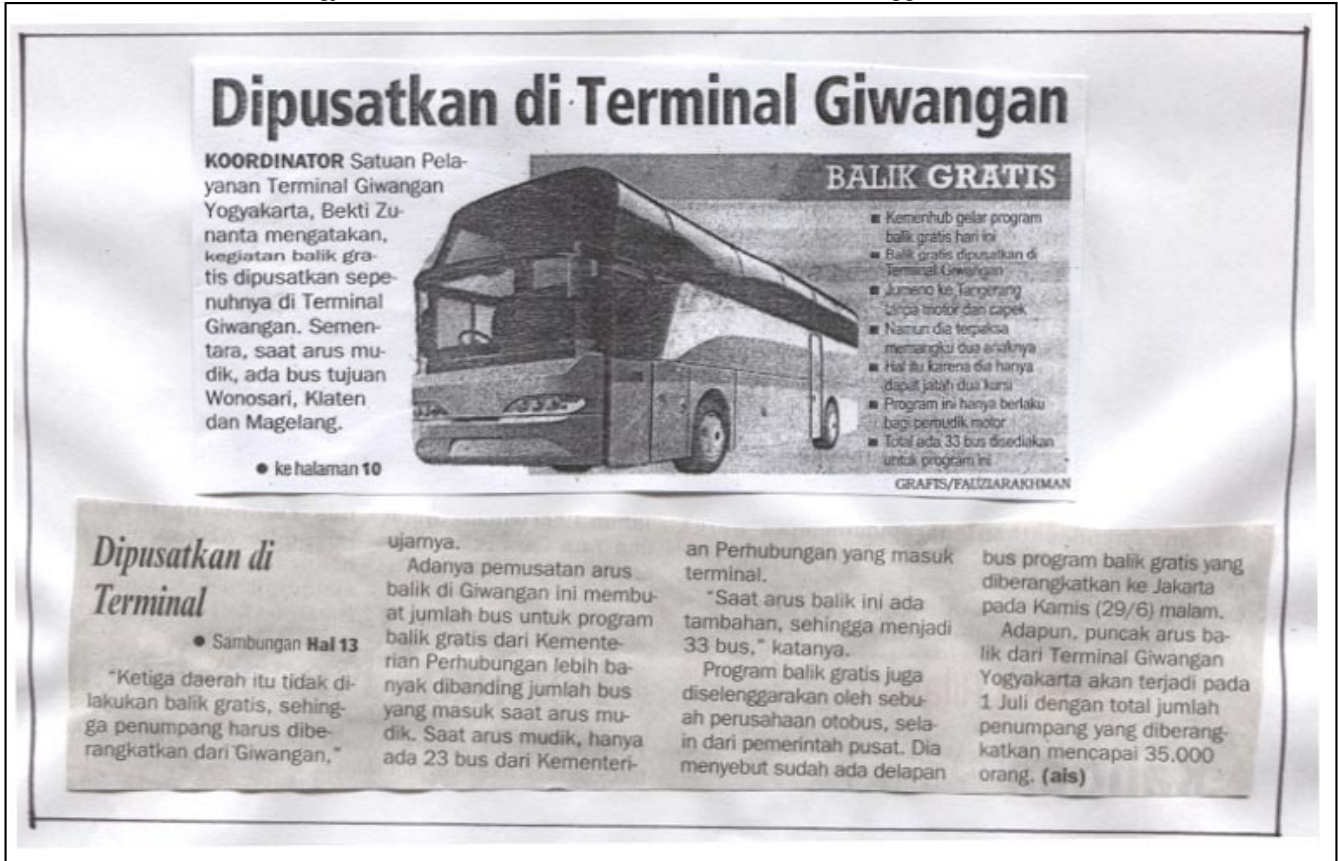 Dipusatkan di Terminal Giwangan
KOORDINATOR Satuan Pela-
yanan Terminal Giwangan
Yogyakarta, Bekti Zu-
nanta mengatakan,
kegiatan balik gra-
tis dipusatkan sepe-
nuhnya di Terminal
Giwangan. Semen-
tara, saat arus mu-
dik, ada bus tujuan
Wonosari, Klaten
dan Magelang.
● ke halaman 10
BALIK GRATIS
■ Kemenhub gelar program
balik gratis hari ini
■ Balik gratis dipusatkan di
Terminal Giwangan
■ Jumeno ke Tangerang
tanpa motor dan capek
■ Namun dia terpaksa
memangku dua anaknya
■ Hal itu karena dia hanya
dapat jatah dua kursi
■ Program ini hanya berlaku
bagi pemudik motor
■ Total ada 33 bus disediakan
untuk program ini
GRAFIS/FAUZIARAKHMAN
Dipusatkan di
Terminal
● Sambungan Hal 13
"Ketiga daerah itu tidak di-
lakukan balik gratis, sehing-
ga penumpang harus dibe-
rangkatkan dari Giwangan,"
ujarnya.
Adanya pemusatan arus
balik di Giwangan ini membu-
at jumlah bus untuk program
balik gratis dari Kemente-
rian Perhubungan lebih ba-
nyak dibanding jumlah bus
yang masuk saat arus mu-
dik. Saat arus mudik, hanya
ada 23 bus dari Kementeri-
an Perhubungan yang masuk
terminal.
"Saat arus balik ini ada
tambahan, sehingga menjadi
33 bus," katanya.
Program balik gratis juga
diselenggarakan oleh sebu-
ah perusahaan otobus, sela-
in dari pemerintah pusat. Dia
menyebut sudah ada delapan
bus program balik gratis yang
diberangkatkan ke Jakarta
pada Kamis (29/6) malam.
Adapun, puncak arus ba-
lik dari Terminal Giwangan
Yogyakarta akan terjadi pada
1 Juli dengan total jumlah
penumpang yang diberang-
katkan mencapai 35.000
orang. (ais)